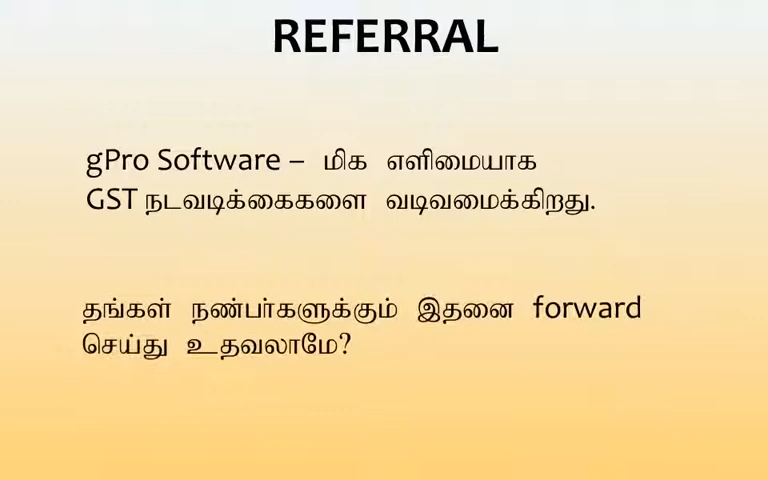 REFERRAL
gPro Software – மிக எளிமையாக
GST நடவடிக்கைகளை வடிவமைக்கிறது.
தங்கள் நண்பர்களுக்கும் இதனை forward
செய்து உதவலாமே?